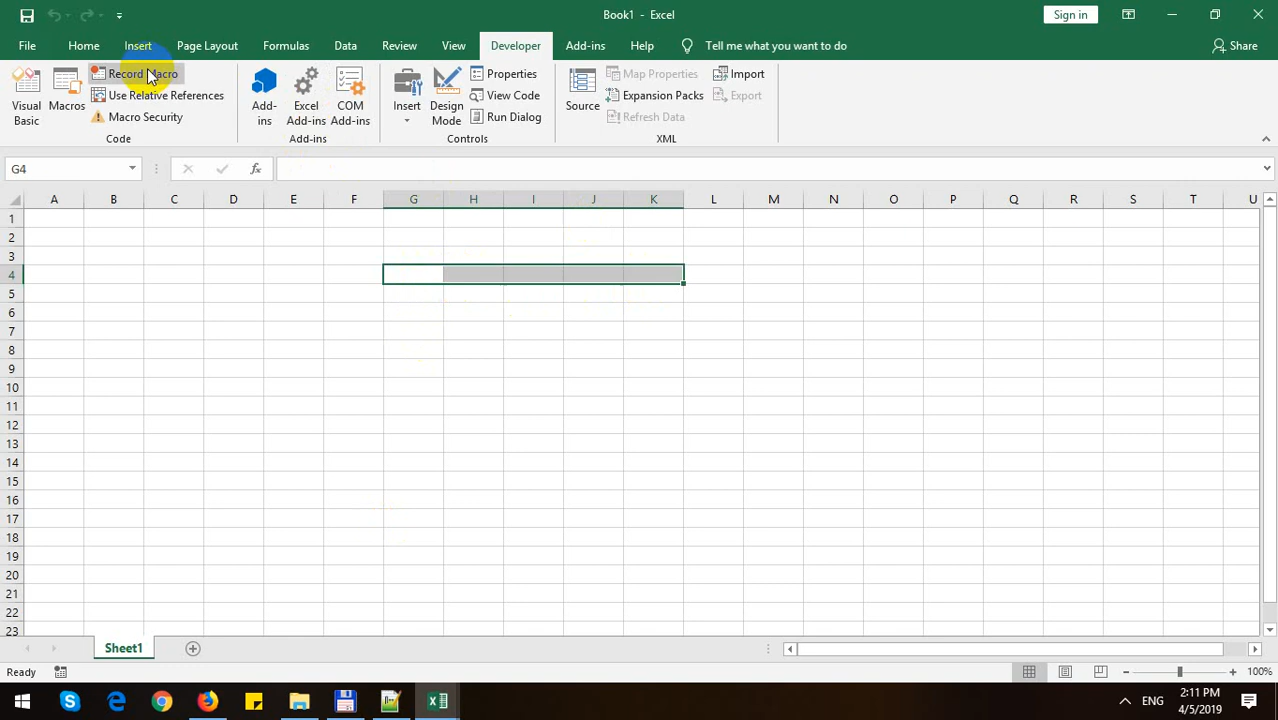 Book1 - Excel
Sign in
File Home Insert Page Layout Formulas Data Review View Developer Add-ins Help Tell me what you want to do Share
Visual Basic
Macros
Record Macro
Use Relative References
Macro Security
Code
Add-ins
Excel Add-ins
COM Add-ins
Add-ins
Insert
Design Mode
Properties
View Code
Run Dialog
Controls
Source
Map Properties
Expansion Packs
Refresh Data
Import
Export
XML
G4
fx
A B C D E F G H I J K L M N O P Q R S T U
1
2
3
4
5
6
7
8
9
10
11
12
13
14
15
16
17
18
19
20
21
22
23
Sheet1
Ready
100%
ENG
2:11 PM
4/5/2019